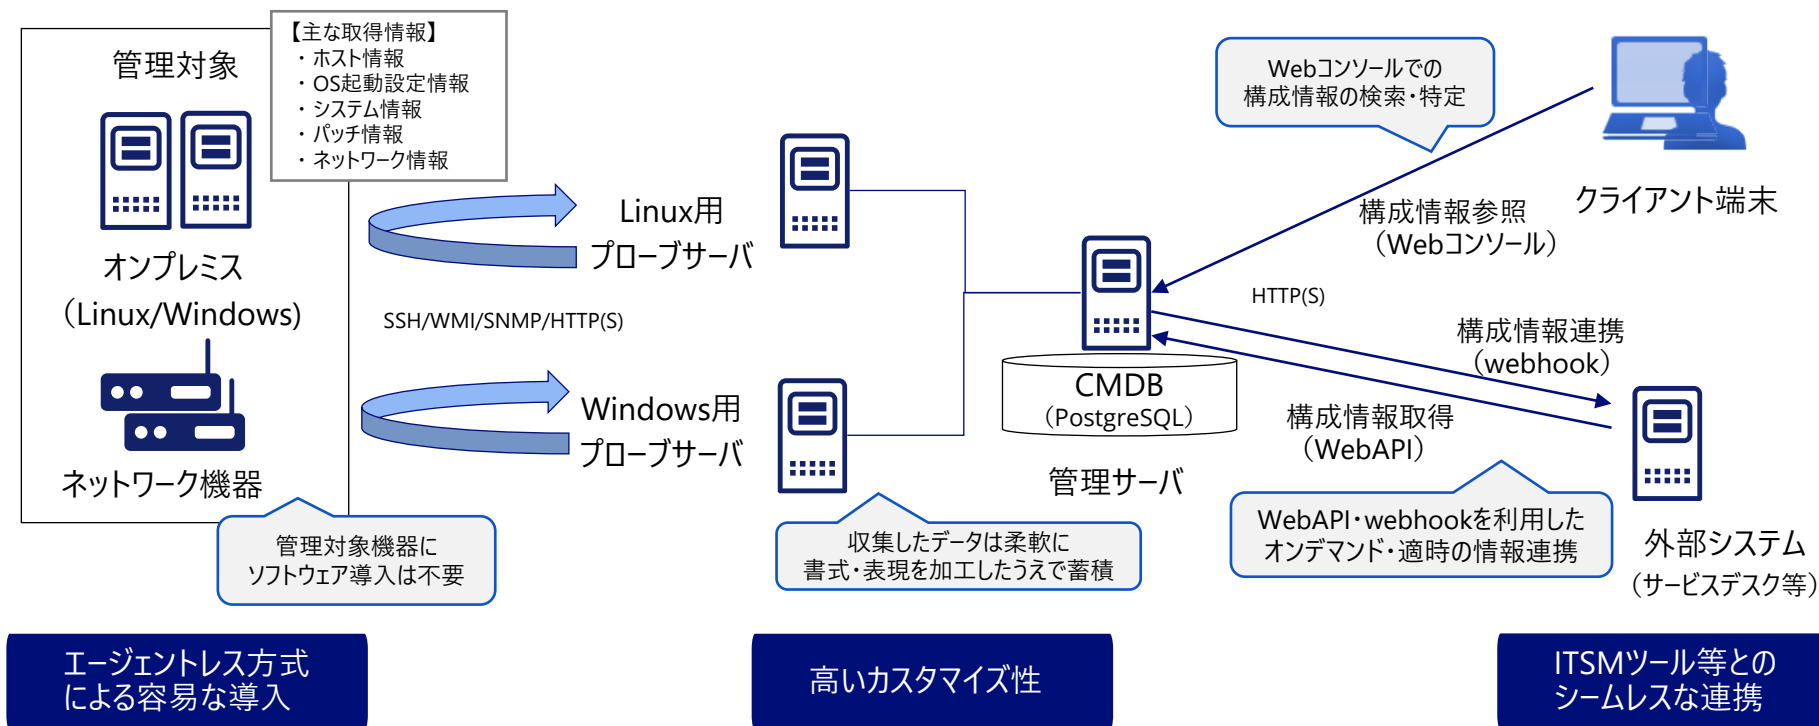 管理対象
【主な取得情報】
・ホスト情報
・OS起動設定情報
・システム情報
・パッチ情報
・ネットワーク情報
オンプレミス
（Linux/Windows)
ネットワーク機器
管理対象機器に
ソフトウェア導入は不要
SSH/WMI/SNMP/HTTP(S)
Linux用
プローブサーバ
Windows用
プローブサーバ
収集したデータは柔軟に
書式・表現を加工したうえで蓄積
CMDB
（PostgreSQL）
管理サーバ
Webコンソールでの
構成情報の検索・特定
クライアント端末
構成情報参照
（Webコンソール）
HTTP(S)
構成情報連携
（webhook）
構成情報取得
（WebAPI）
WebAPI・webhookを利用した
オンデマンド・適時の情報連携
外部システム
（サービスデスク等）
エージェントレス方式
による容易な導入
高いカスタマイズ性
ITSMツール等との
シームレスな連携